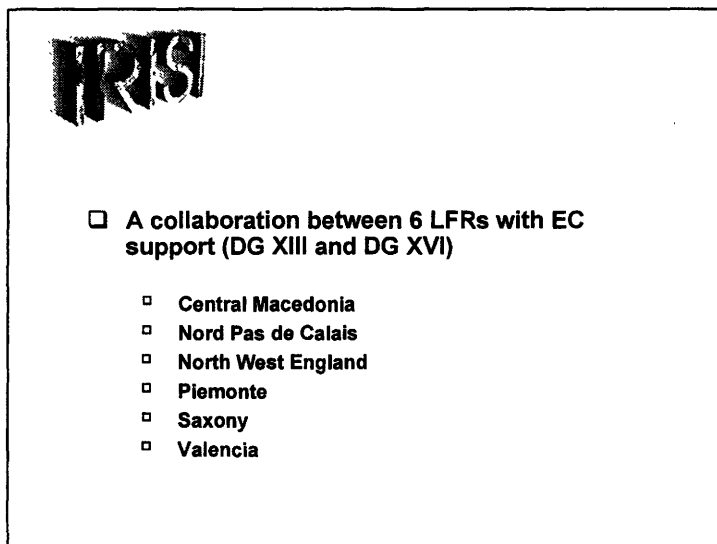 IRISI
❑ A collaboration between 6 LFRs with EC
support (DG XIII and DG XVI)
▫ Central Macedonia
▫ Nord Pas de Calais
▫ North West England
▫ Piemonte
▫ Saxony
▫ Valencia